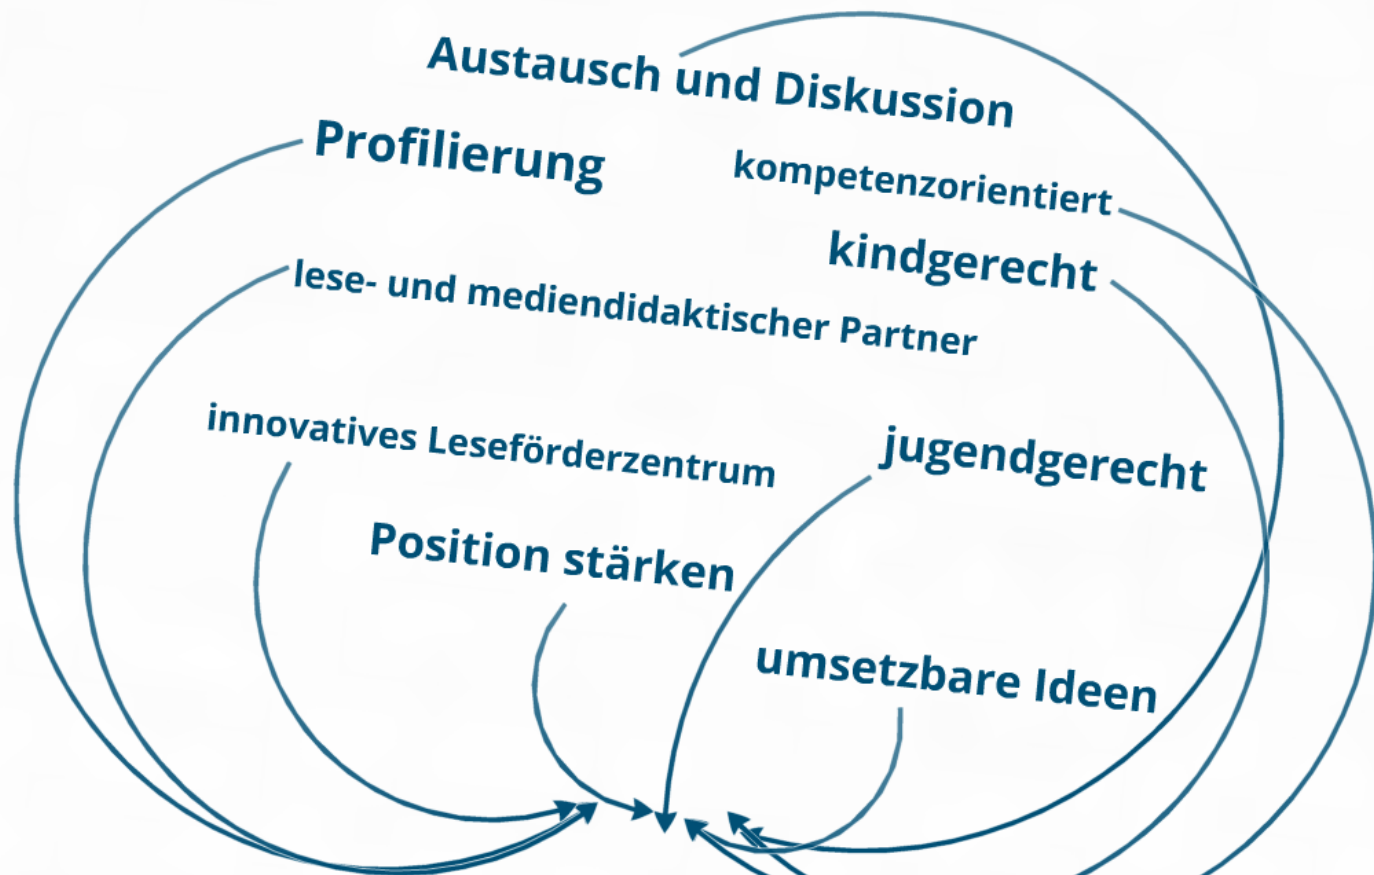 Austausch und Diskussion
Profilierung
kompetenzorientiert
kindgerecht
lese- und mediendidaktischer Partner
innovatives Leseförderzentrum
jugendgerecht
Position stärken
umsetzbare Ideen